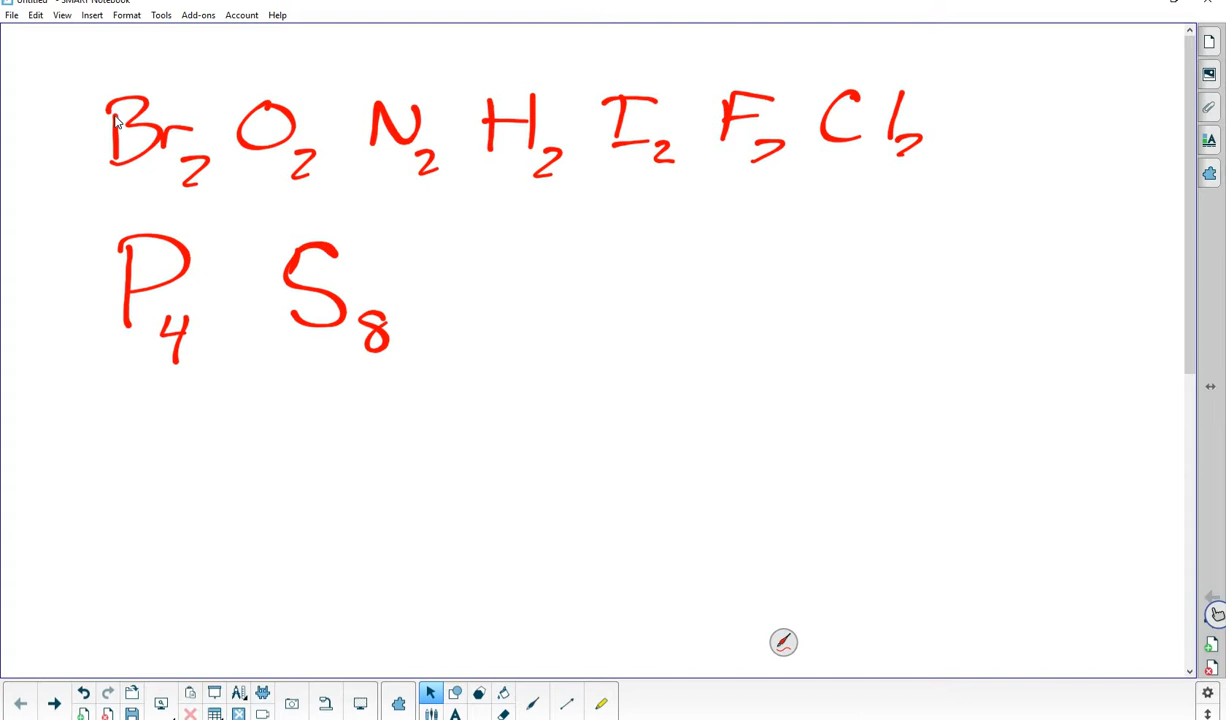 Untitled* - SMART Notebook
File Edit View Insert Format Tools Add-ons Account Help
Br₂ O₂ N₂ H₂ I₂ F₂ Cl₂
P₄ S₈